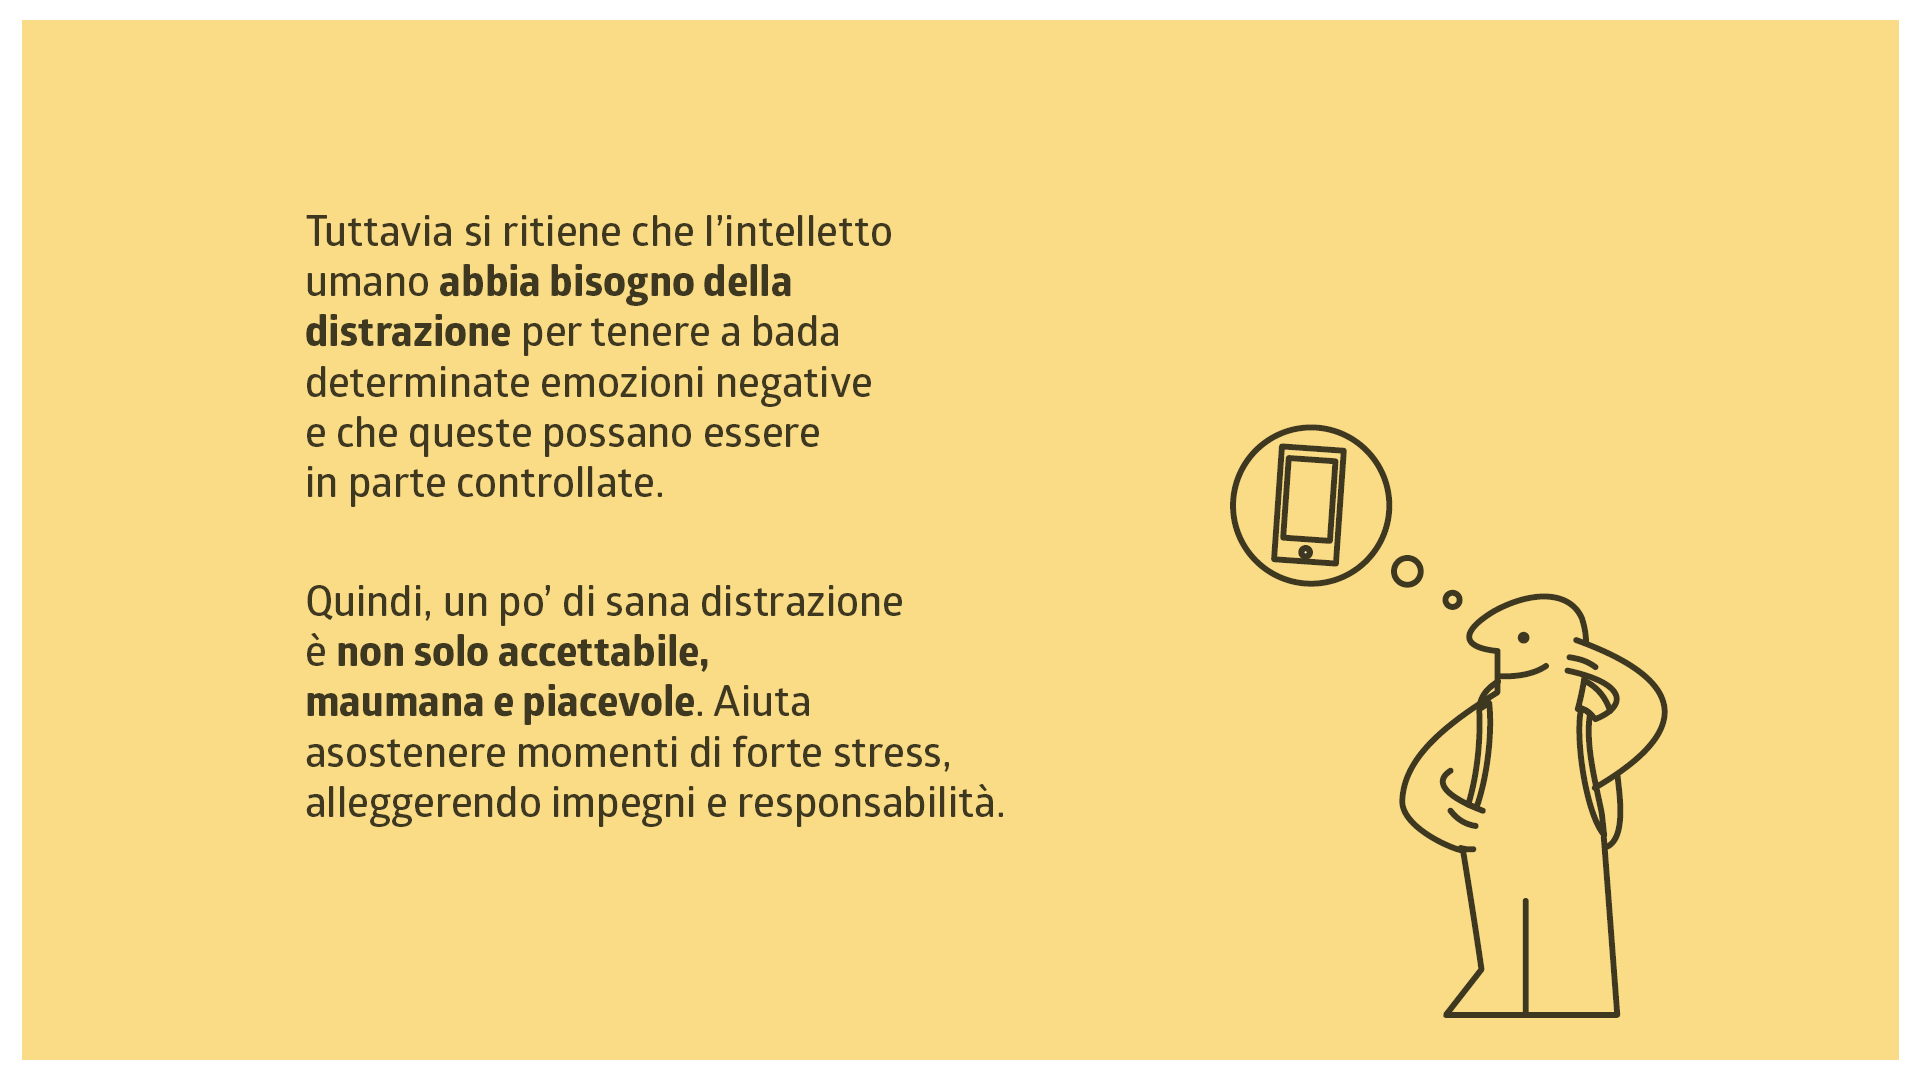 Tuttavia si ritiene che l’intelletto
umano abbia bisogno della
distrazione per tenere a bada
determinate emozioni negative
e che queste possano essere
in parte controllate.
Quindi, un po’ di sana distrazione
è non solo accettabile,
maumana e piacevole. Aiuta
asostenere momenti di forte stress,
alleggerendo impegni e responsabilità.